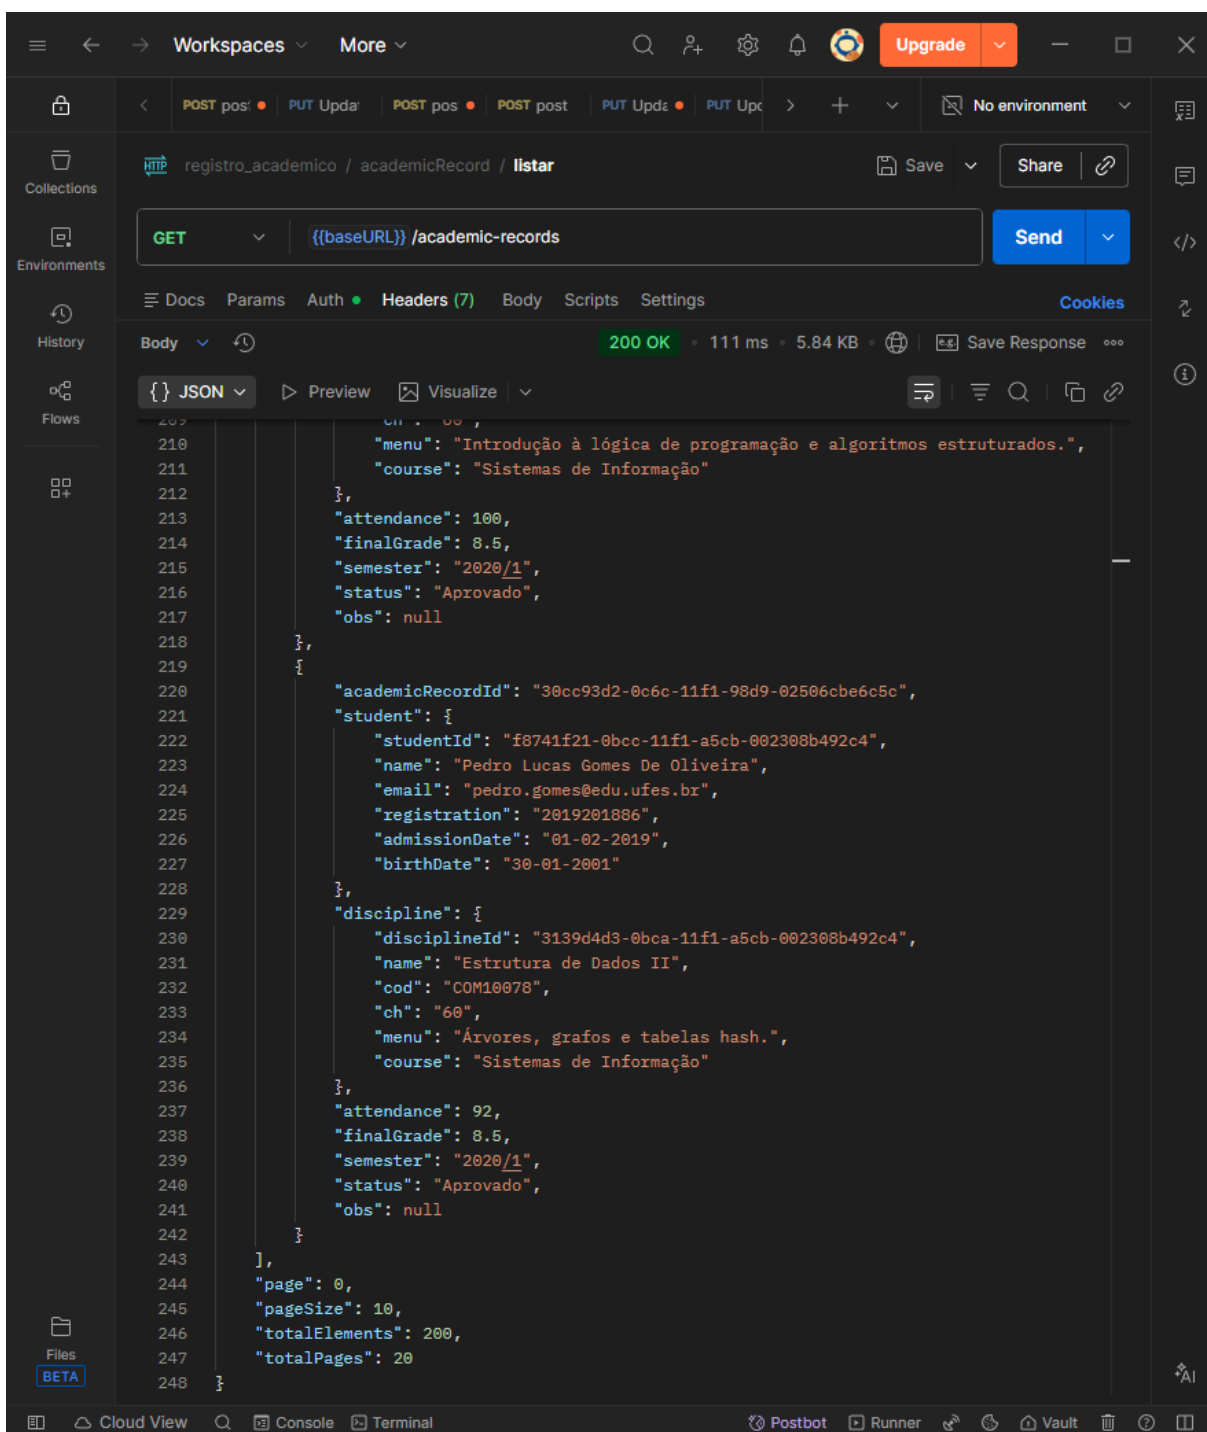 Workspaces More Upgrade
POST post PUT Updat POST pos POST post PUT Upda PUT Upd No environment
HTTP registro_academico / academicRecord / listar Save Share
Collections
GET {{baseURL}} /academic-records Send
Environments
Docs Params Auth Headers (7) Body Scripts Settings Cookies
History
Body 200 OK 111 ms 5.84 KB e.g. Save Response
{} JSON Preview Visualize
Flows
209 "ch": "60",
210 "menu": "Introdução à lógica de programação e algoritmos estruturados.",
211 "course": "Sistemas de Informação"
212 },
213 "attendance": 100,
214 "finalGrade": 8.5,
215 "semester": "2020/1",
216 "status": "Aprovado",
217 "obs": null
218 },
219 {
220 "academicRecordId": "30cc93d2-0c6c-11f1-98d9-02506cbe6c5c",
221 "student": {
222 "studentId": "f8741f21-0bcc-11f1-a5cb-002308b492c4",
223 "name": "Pedro Lucas Gomes De Oliveira",
224 "email": "pedro.gomes@edu.ufes.br",
225 "registration": "2019201886",
226 "admissionDate": "01-02-2019",
227 "birthDate": "30-01-2001"
228 },
229 "discipline": {
230 "disciplineId": "3139d4d3-0bca-11f1-a5cb-002308b492c4",
231 "name": "Estrutura de Dados II",
232 "cod": "COM10078",
233 "ch": "60",
234 "menu": "Árvores, grafos e tabelas hash.",
235 "course": "Sistemas de Informação"
236 },
237 "attendance": 92,
238 "finalGrade": 8.5,
239 "semester": "2020/1",
240 "status": "Aprovado",
241 "obs": null
242 }
243 ],
244 "page": 0,
245 "pageSize": 10,
246 "totalElements": 200,
247 "totalPages": 20
248 }
Files
BETA
AI
Cloud View Console Terminal Postbot Runner Vault